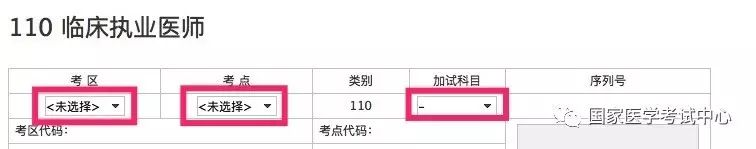 110 临床执业医师
考 区 考 点 类别 加试科目 序列号
<未选择> <未选择> 110 -
国家医学考试中心
考区代码： 考点代码：